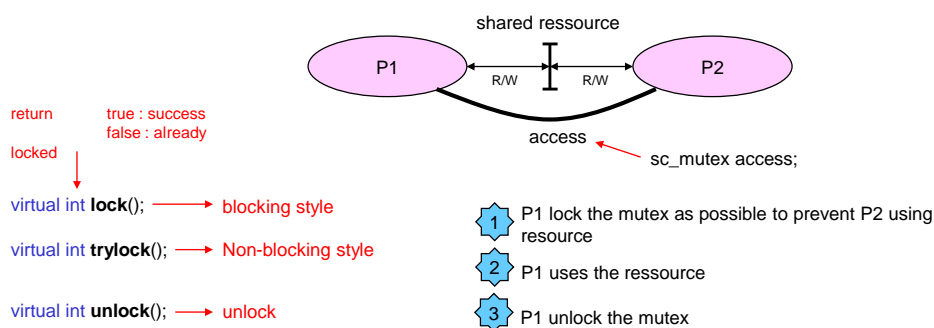 shared ressource
P1
P2
R/W
R/W
access
sc_mutex access;
return true : success
false : already
locked
virtual int lock(); blocking style
virtual int trylock(); Non-blocking style
virtual int unlock(); unlock
1 P1 lock the mutex as possible to prevent P2 using
resource
2 P1 uses the ressource
3 P1 unlock the mutex